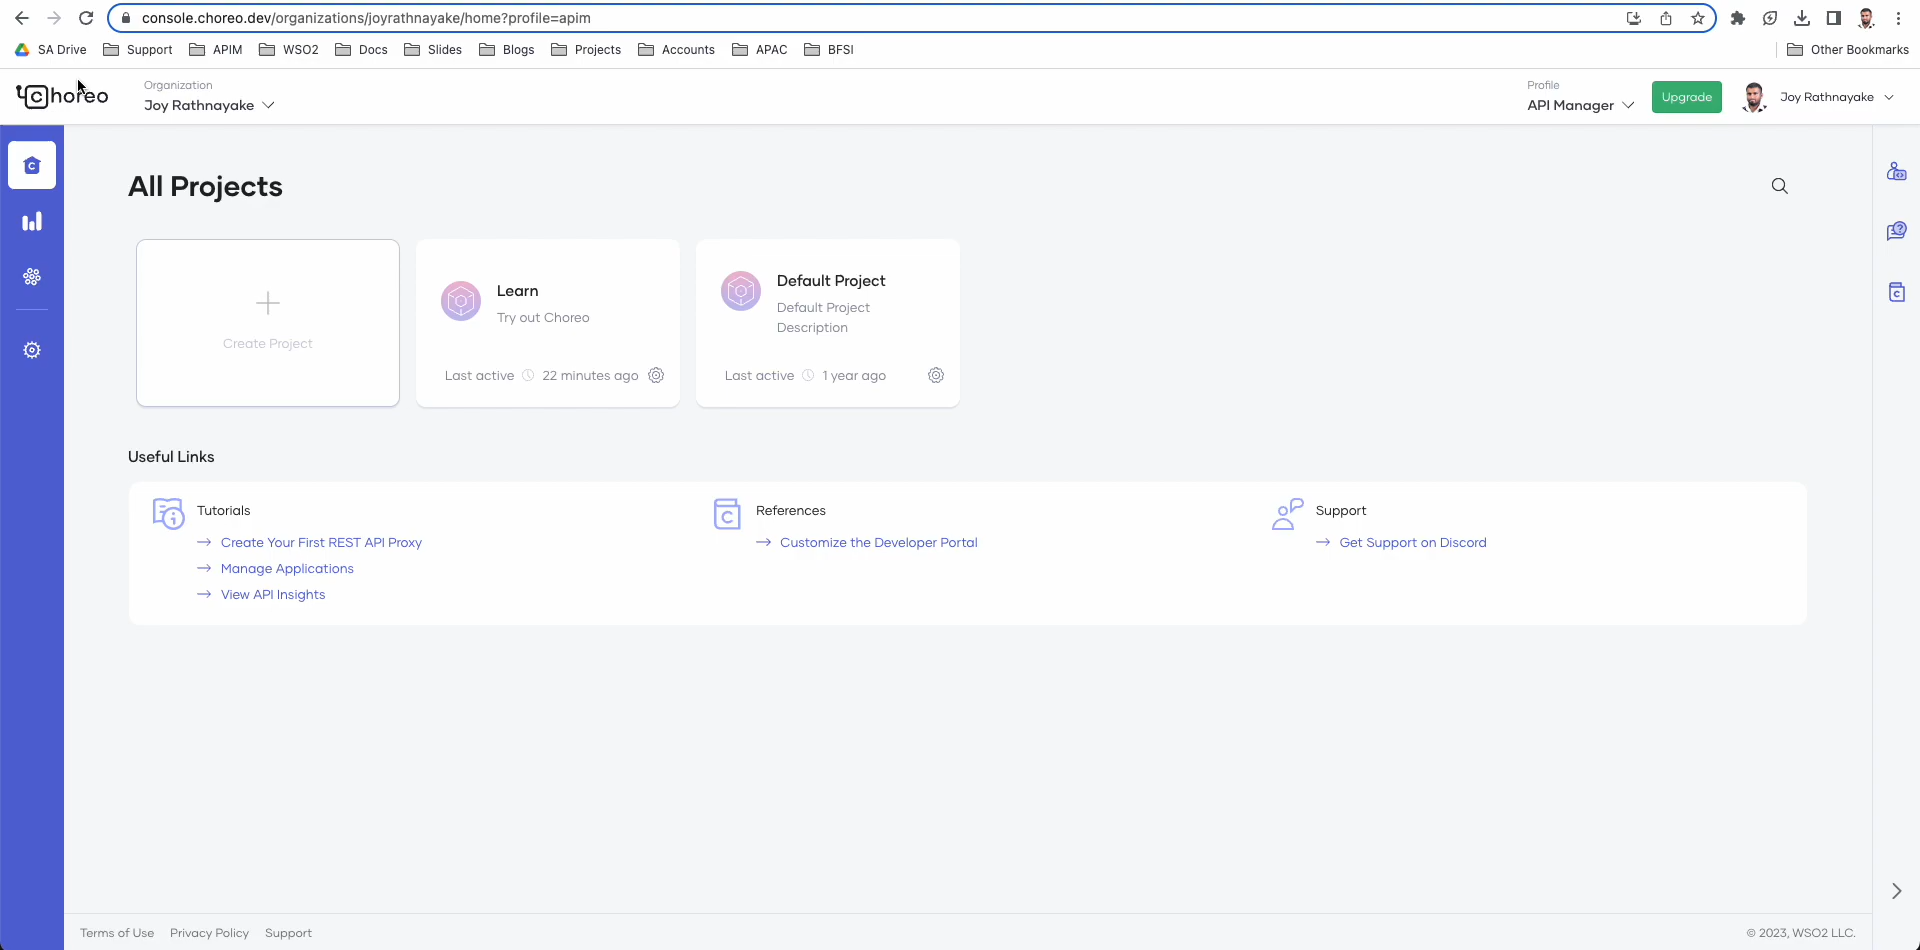 console.choreo.dev/organizations/joyrathnayake/home?profile=apim
SA Drive Support APIM WSO2 Docs Slides Blogs Projects Accounts APAC BFSI Other Bookmarks
choreo
Organization
Joy Rathnayake
Profile
API Manager
Upgrade
Joy Rathnayake
All Projects
Create Project
Learn
Try out Choreo
Last active 22 minutes ago
Default Project
Default Project
Description
Last active 1 year ago
Useful Links
Tutorials
Create Your First REST API Proxy
Manage Applications
View API Insights
References
Customize the Developer Portal
Support
Get Support on Discord
Terms of Use Privacy Policy Support
© 2023, WSO2 LLC.